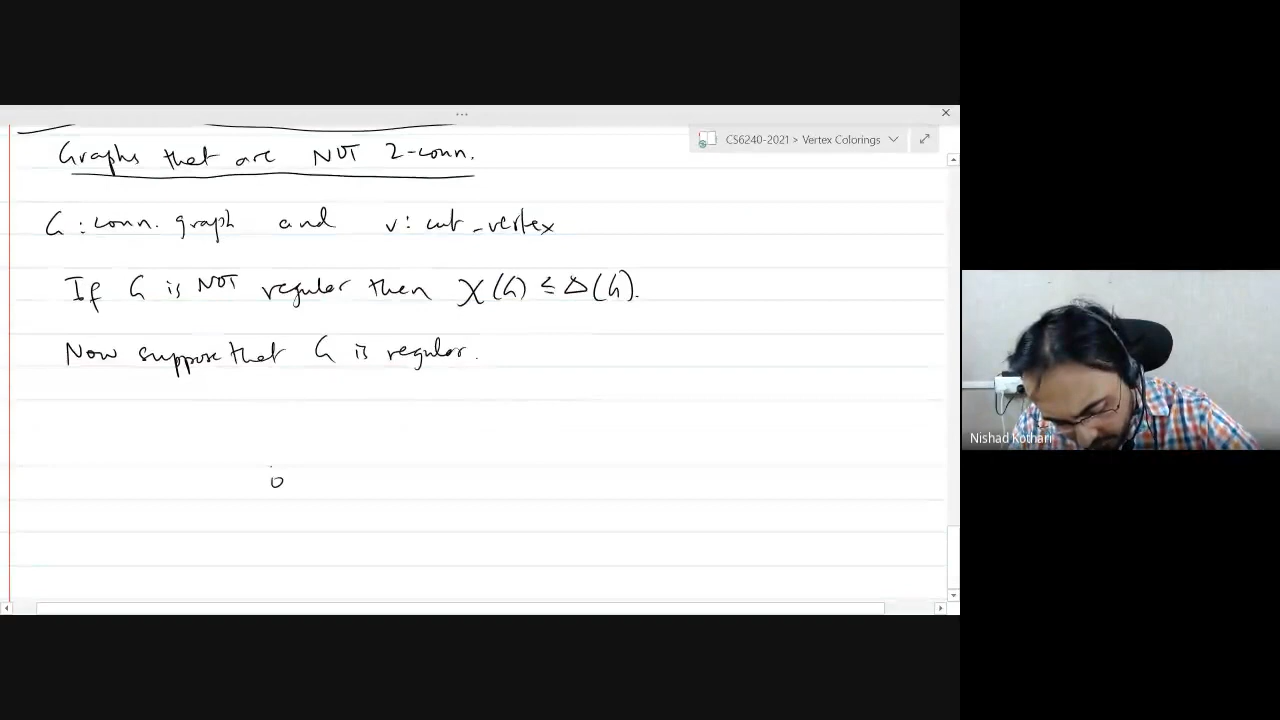 CS6240-2021 > Vertex Colorings
Graphs that are NOT 2-conn.
G : conn. graph and v : cut-vertex
If G is NOT regular then χ(G) ≤ Δ(G).
Now suppose that G is regular.
Nishad Kothari